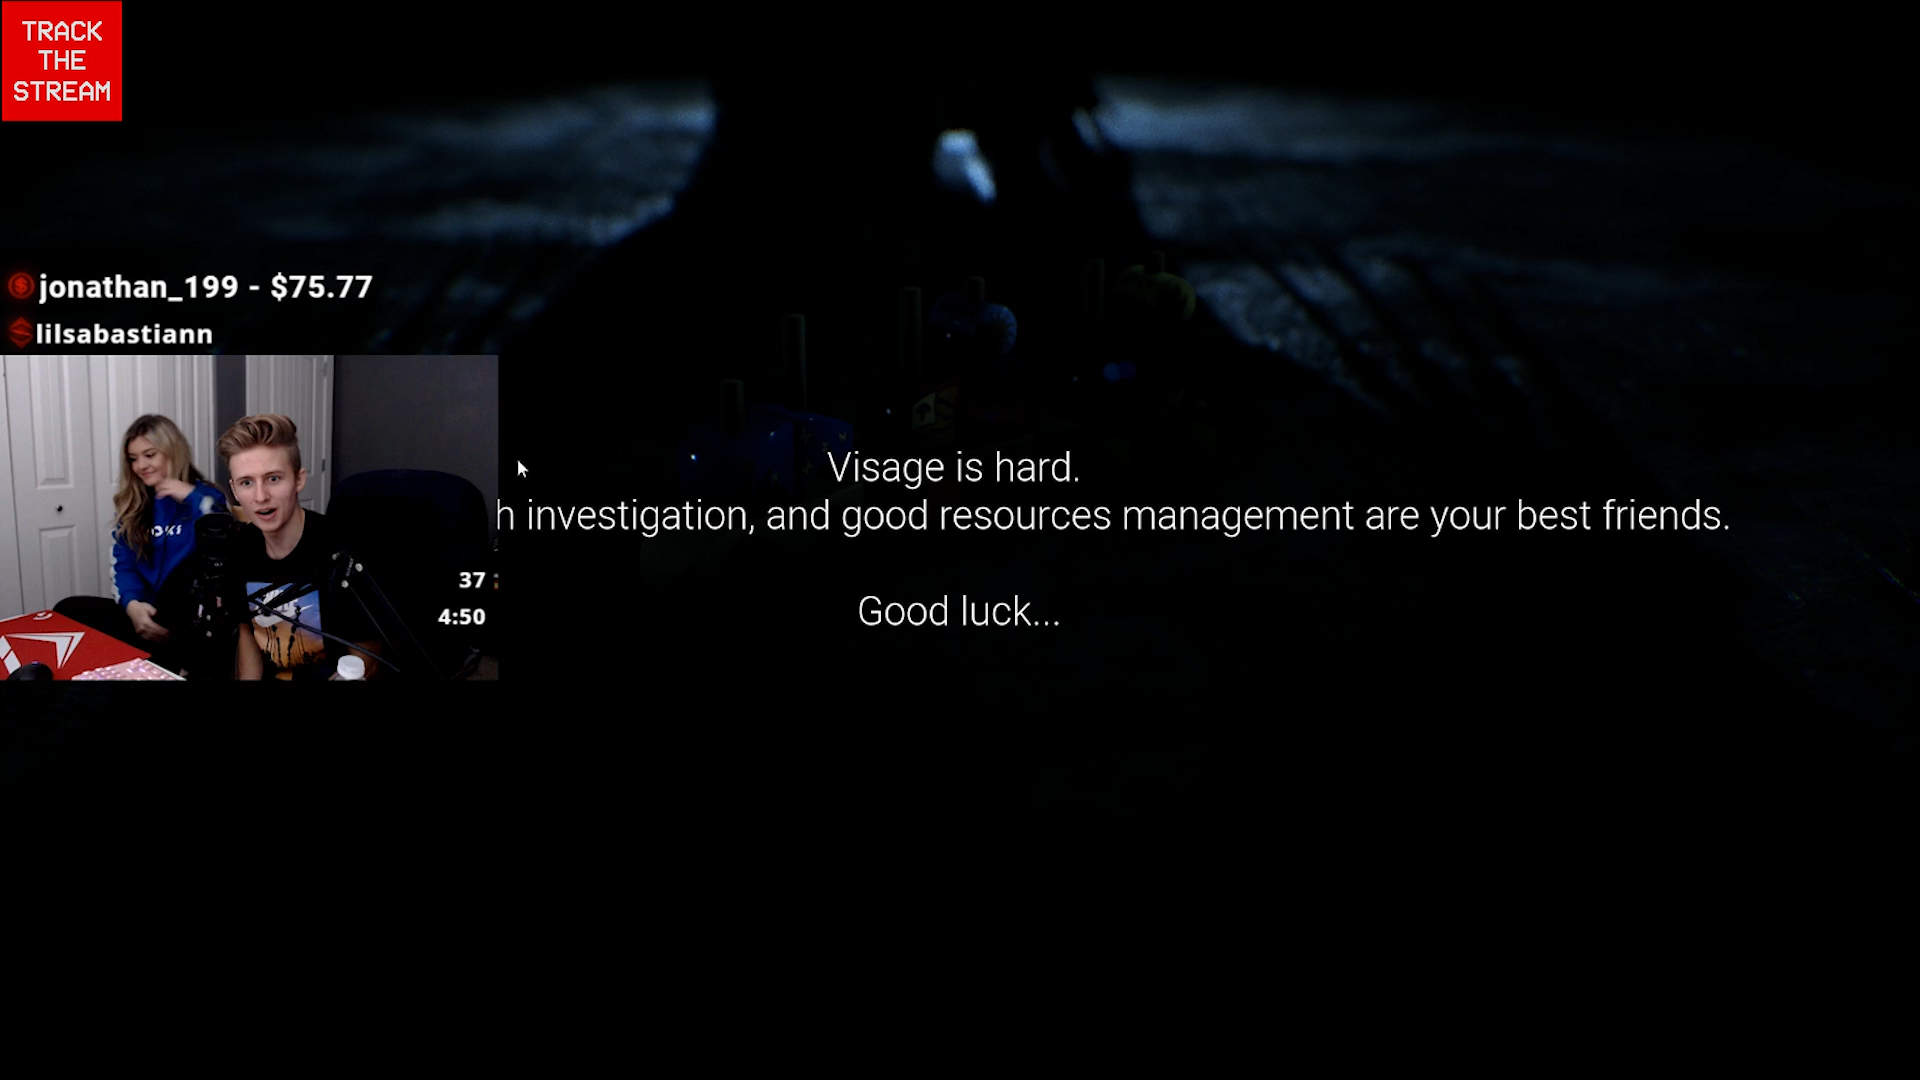 TRACK
THE
STREAM
jonathan_199 - $75.77
lilsabastiann
Visage is hard.
h investigation, and good resources management are your best friends.
Good luck...
37
4:50